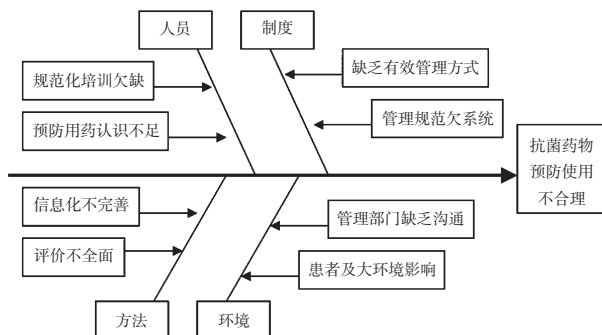 人员
制度
规范化培训欠缺
缺乏有效管理方式
预防用药认识不足
管理规范欠系统
抗菌药物
预防使用
不合理
信息化不完善
管理部门缺乏沟通
评价不全面
患者及大环境影响
方法
环境